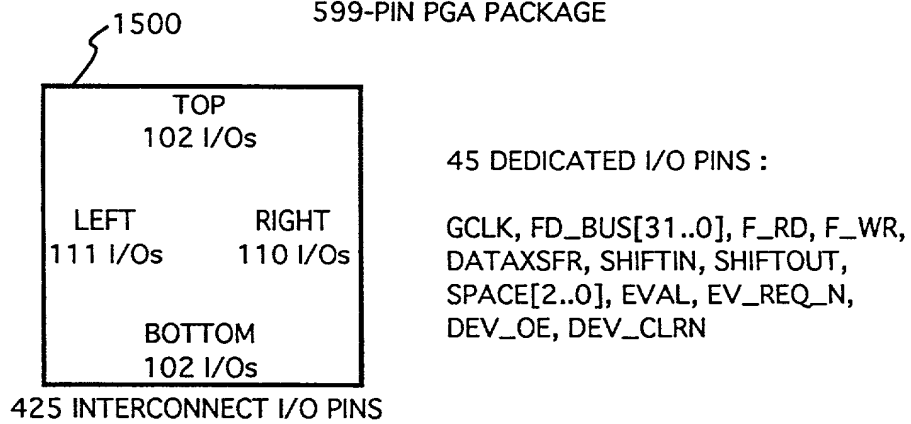 599-PIN PGA PACKAGE
1500
TOP
102 I/Os
LEFT
111 I/Os
RIGHT
110 I/Os
BOTTOM
102 I/Os
425 INTERCONNECT I/O PINS
45 DEDICATED I/O PINS :
GCLK, FD_BUS[31..0], F_RD, F_WR,
DATAXSFR, SHIFTIN, SHIFTOUT,
SPACE[2..0], EVAL, EV_REQ_N,
DEV_OE, DEV_CLRN